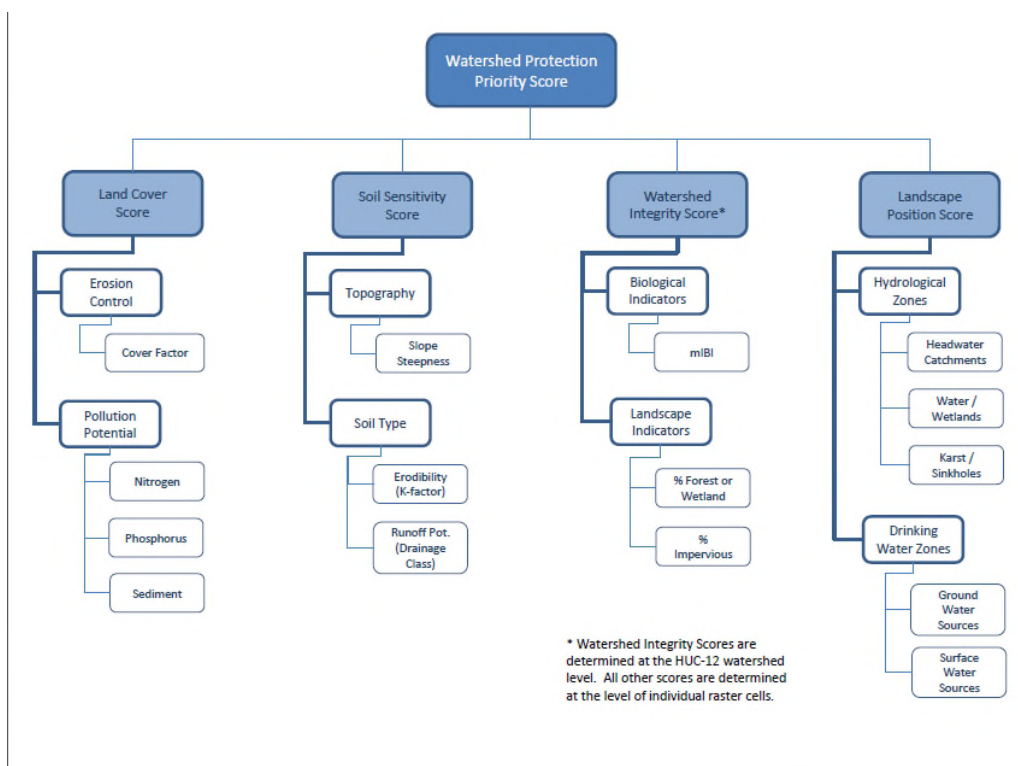 Watershed Protection
Priority Score
Land Cover
Score
Soil Sensitivity
Score
Watershed
Integrity Score*
Landscape
Position Score
Erosion
Control
Cover Factor
Pollution
Potential
Nitrogen
Phosphorus
Sediment
Topography
Slope
Steepness
Soil Type
Erodibility
(K-factor)
Runoff Pot.
(Drainage
Class)
Biological
Indicators
mIBI
Landscape
Indicators
% Forest or
Wetland
%
Impervious
Hydrological
Zones
Headwater
Catchments
Water /
Wetlands
Karst /
Sinkholes
Drinking
Water Zones
Ground
Water
Sources
Surface
Water
Sources
* Watershed Integrity Scores are
determined at the HUC-12 watershed
level. All other scores are determined
at the level of individual raster cells.